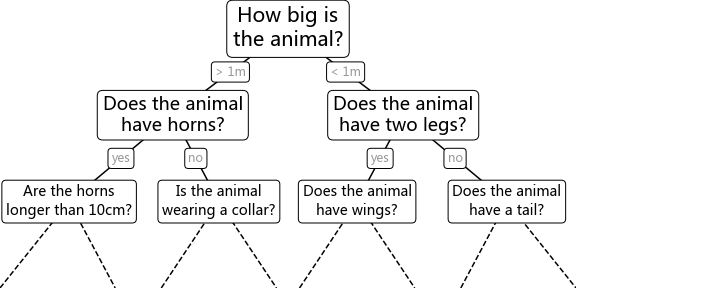 How big is
the animal?
> 1m
< 1m
Does the animal
have horns?
Does the animal
have two legs?
yes
no
yes
no
Are the horns
longer than 10cm?
Is the animal
wearing a collar?
Does the animal
have wings?
Does the animal
have a tail?